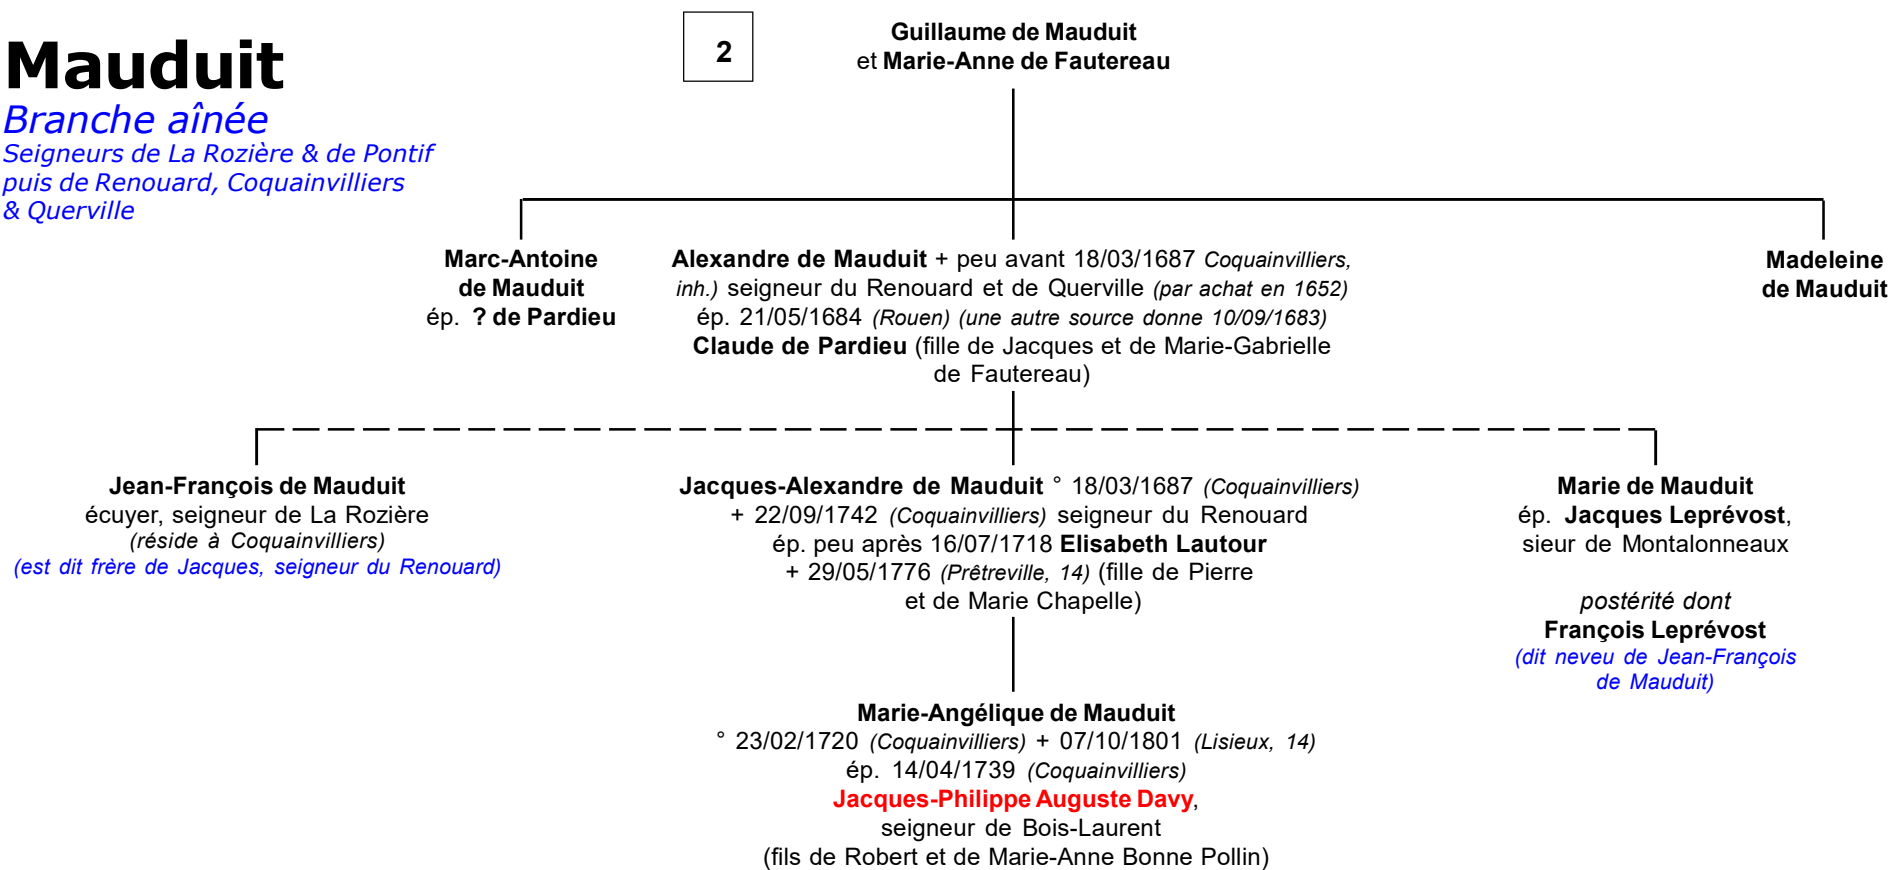 Mauduit
Branche aînée
Seigneurs de La Rozière & de Pontif
puis de Renouard, Coquainvilliers
& Querville
2
Guillaume de Mauduit
et Marie-Anne de Fautereau
Marc-Antoine
de Mauduit
ép. ? de Pardieu
Alexandre de Mauduit + peu avant 18/03/1687 Coquainvilliers,
inh.) seigneur du Renouard et de Querville (par achat en 1652)
ép. 21/05/1684 (Rouen) (une autre source donne 10/09/1683)
Claude de Pardieu (fille de Jacques et de Marie-Gabrielle
de Fautereau)
Madeleine
de Mauduit
Jean-François de Mauduit
écuyer, seigneur de La Rozière
(réside à Coquainvilliers)
(est dit frère de Jacques, seigneur du Renouard)
Jacques-Alexandre de Mauduit ° 18/03/1687 (Coquainvilliers)
+ 22/09/1742 (Coquainvilliers) seigneur du Renouard
ép. peu après 16/07/1718 Elisabeth Lautour
+ 29/05/1776 (Prêtreville, 14) (fille de Pierre
et de Marie Chapelle)
Marie de Mauduit
ép. Jacques Leprévost,
sieur de Montalonneaux
postérité dont
François Leprévost
(dit neveu de Jean-François
de Mauduit)
Marie-Angélique de Mauduit
° 23/02/1720 (Coquainvilliers) + 07/10/1801 (Lisieux, 14)
ép. 14/04/1739 (Coquainvilliers)
Jacques-Philippe Auguste Davy,
seigneur de Bois-Laurent
(fils de Robert et de Marie-Anne Bonne Pollin)